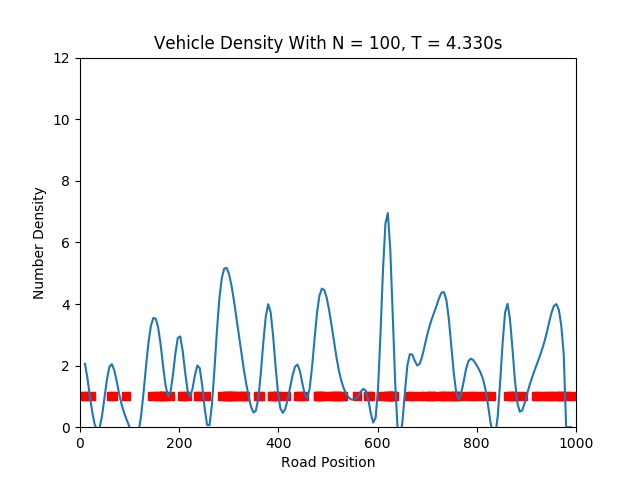 Vehicle Density With N = 100, T = 4.330s
12
10
8
6
4
2
0
Number Density
0 200 400 600 800 1000
Road Position